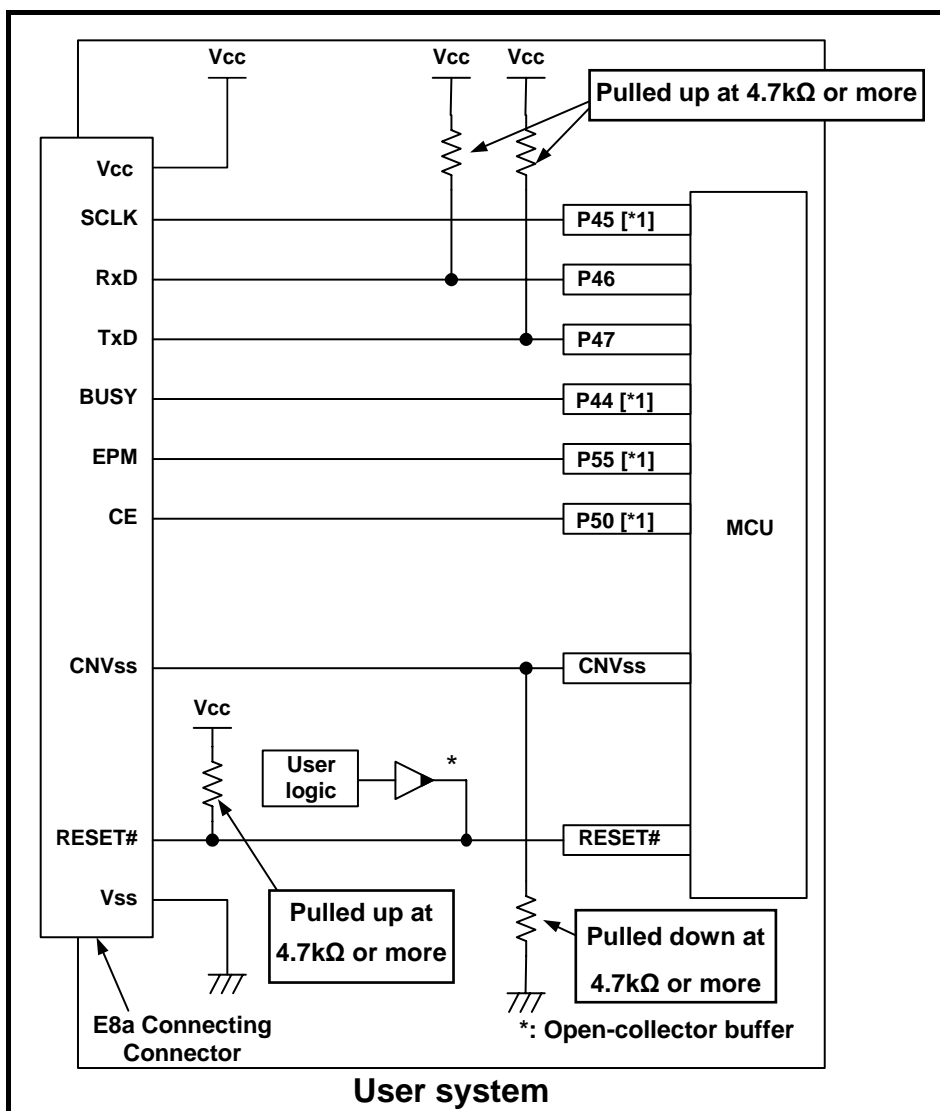 Vcc
Vcc
Vcc
Pulled up at 4.7kΩ or more
Vcc
SCLK
P45 [*1]
RxD
P46
TxD
P47
BUSY
P44 [*1]
EPM
P55 [*1]
CE
P50 [*1]
MCU
CNVss
CNVss
Vcc
User
logic
*
RESET#
RESET#
Vss
Pulled up at
4.7kΩ or more
Pulled down at
4.7kΩ or more
E8a Connecting
Connector
*: Open-collector buffer
User system